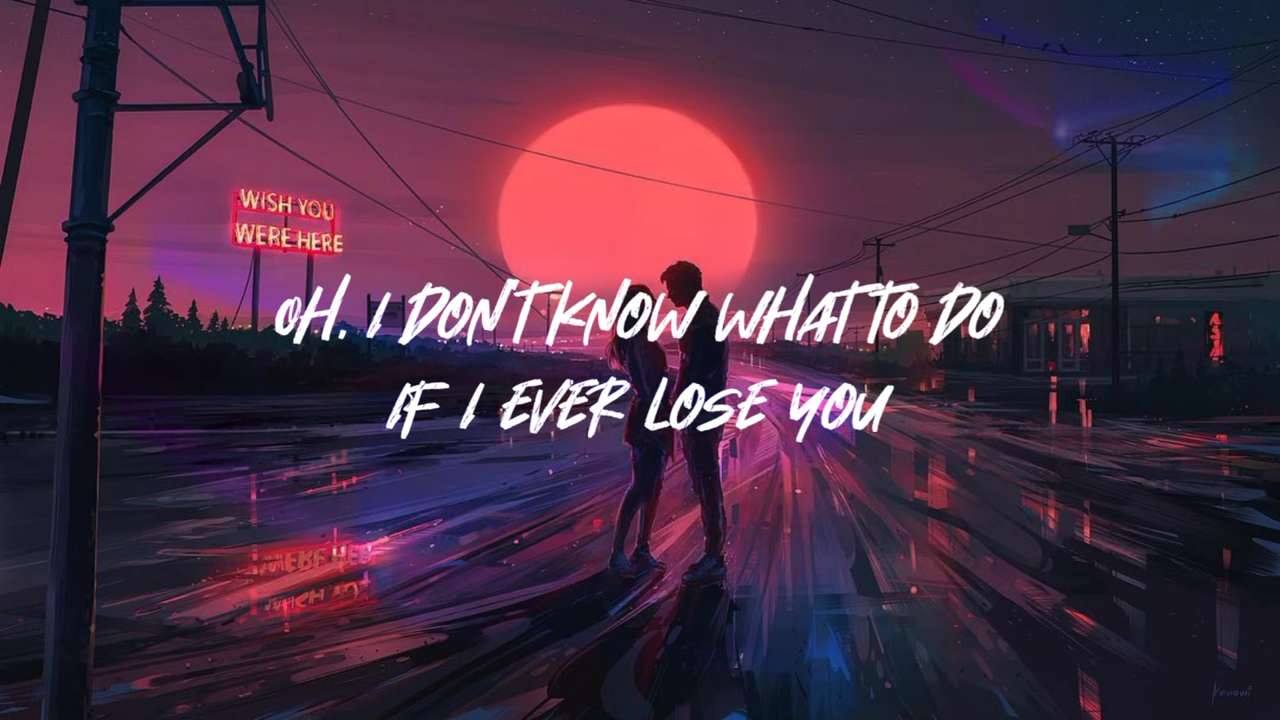 WISH YOU
WERE HERE
OH, I DON'T KNOW WHAT TO DO
IF I EVER LOSE YOU